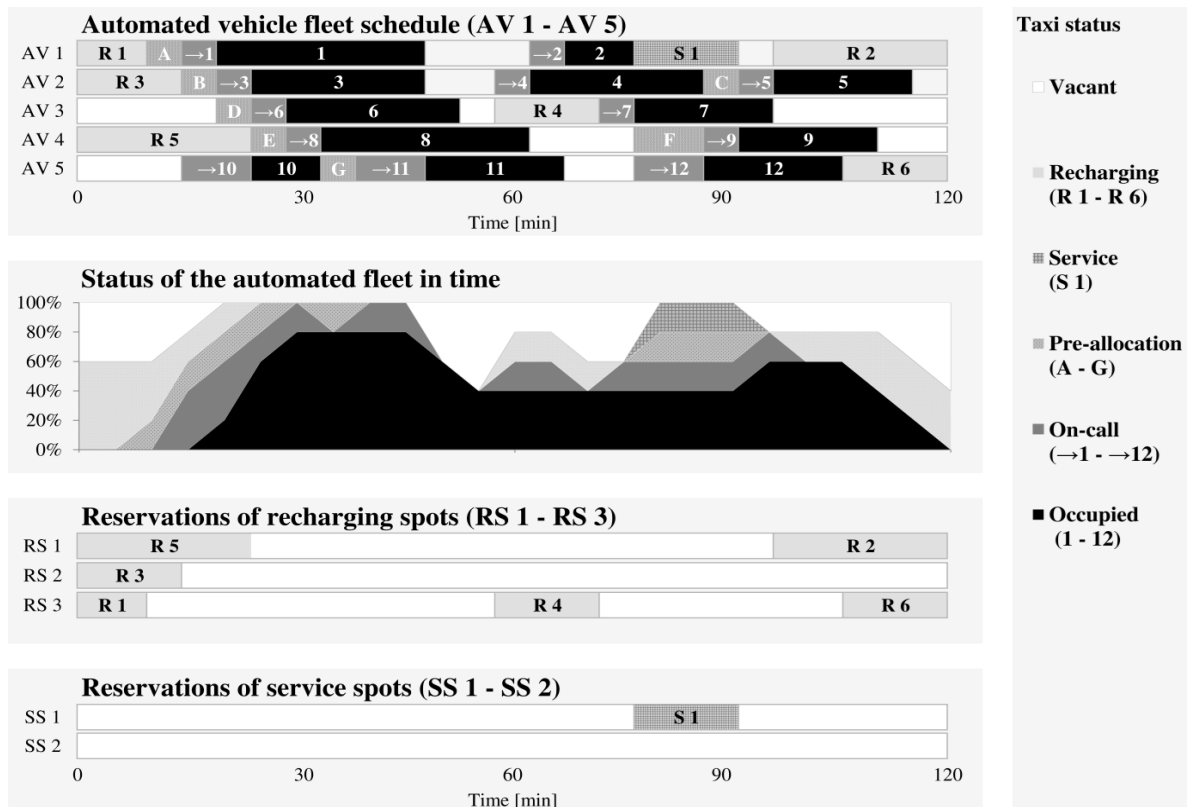 Automated vehicle fleet schedule (AV 1 - AV 5)
AV 1 R 1 A →1 1 →2 2 S 1 R 2
AV 2 R 3 B →3 3 →4 4 C →5 5
AV 3 D →6 6 R 4 →7 7
AV 4 R 5 E →8 8 F →9 9
AV 5 →10 10 G →11 11 →12 12 R 6
0 30 60 90 120
Time [min]
Status of the automated fleet in time
100%
80%
60%
40%
20%
0%
Reservations of recharging spots (RS 1 - RS 3)
RS 1 R 5 R 2
RS 2 R 3
RS 3 R 1 R 4 R 6
Reservations of service spots (SS 1 - SS 2)
SS 1 S 1
SS 2
0 30 60 90 120
Time [min]
Taxi status
Vacant
Recharging
(R 1 - R 6)
Service
(S 1)
Pre-allocation
(A - G)
On-call
(→1 - →12)
Occupied
(1 - 12)